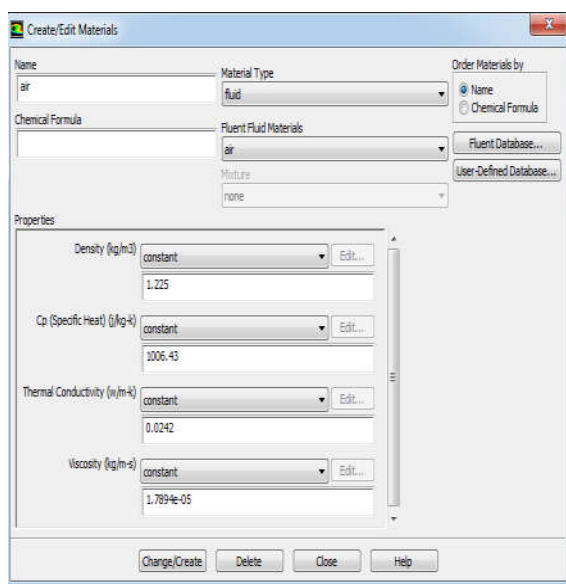 Create/Edit Materials
Name
air
Chemical Formula
Material Type
fluid
Fluent Fluid Materials
air
Mixture
none
Order Materials by
Name
Chemical Formula
Fluent Database...
User-Defined Database...
Properties
Density (kg/m3) constant Edit...
1.225
Cp (Specific Heat) (j/kg-k) constant Edit...
1006.43
Thermal Conductivity (w/m-k) constant Edit...
0.0242
Viscosity (kg/m-s) constant Edit...
1.7894e-05
Change/Create Delete Close Help